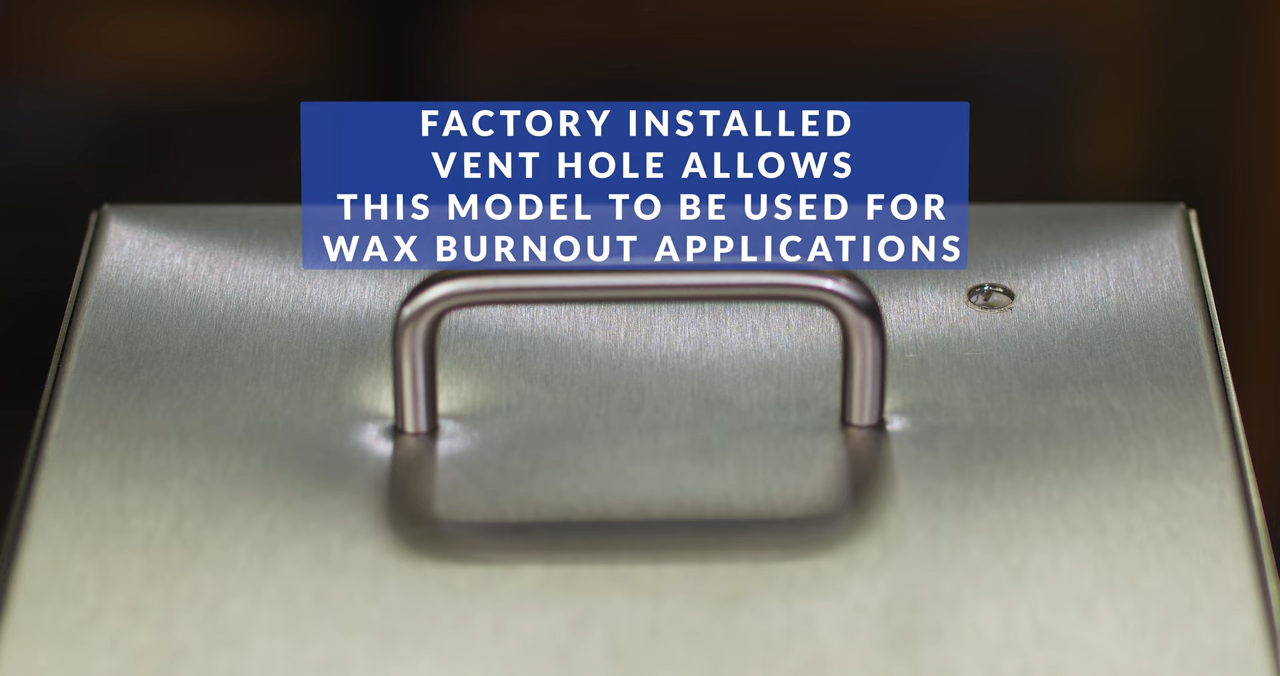 FACTORY INSTALLED
VENT HOLE ALLOWS
THIS MODEL TO BE USED FOR
WAX BURNOUT APPLICATIONS